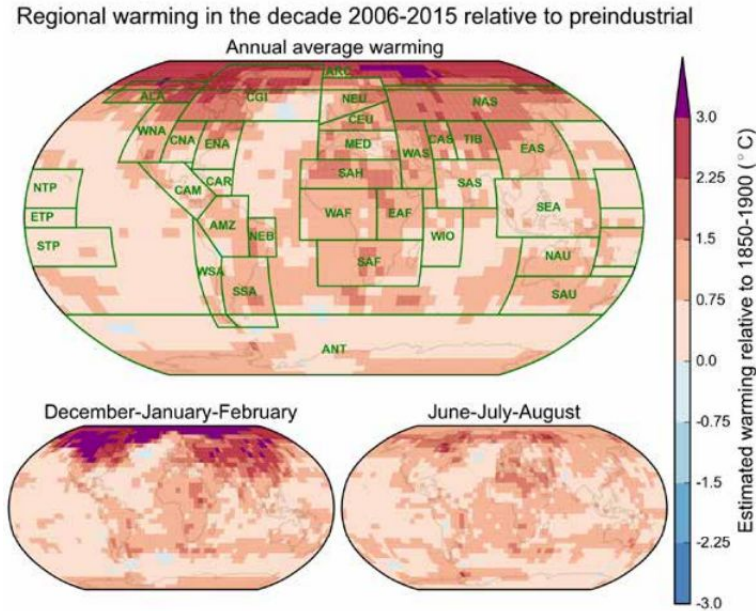 Regional warming in the decade 2006-2015 relative to preindustrial
Annual average warming
ARC
ALA
CGI
NEU
NAS
WNA
CNA
ENA
CEU
MED
WAS
CAS
TIB
EAS
SAH
NTP
CAM
CAR
SAS
ETP
WAF
EAF
SEA
STP
AMZ
NEB
WIO
WSA
SSA
SAF
NAU
SAU
ANT
December-January-February
June-July-August
3.0
2.25
1.5
0.75
0.0
-0.75
-1.5
-2.25
-3.0
Estimated warming relative to 1850-1900 (°C)